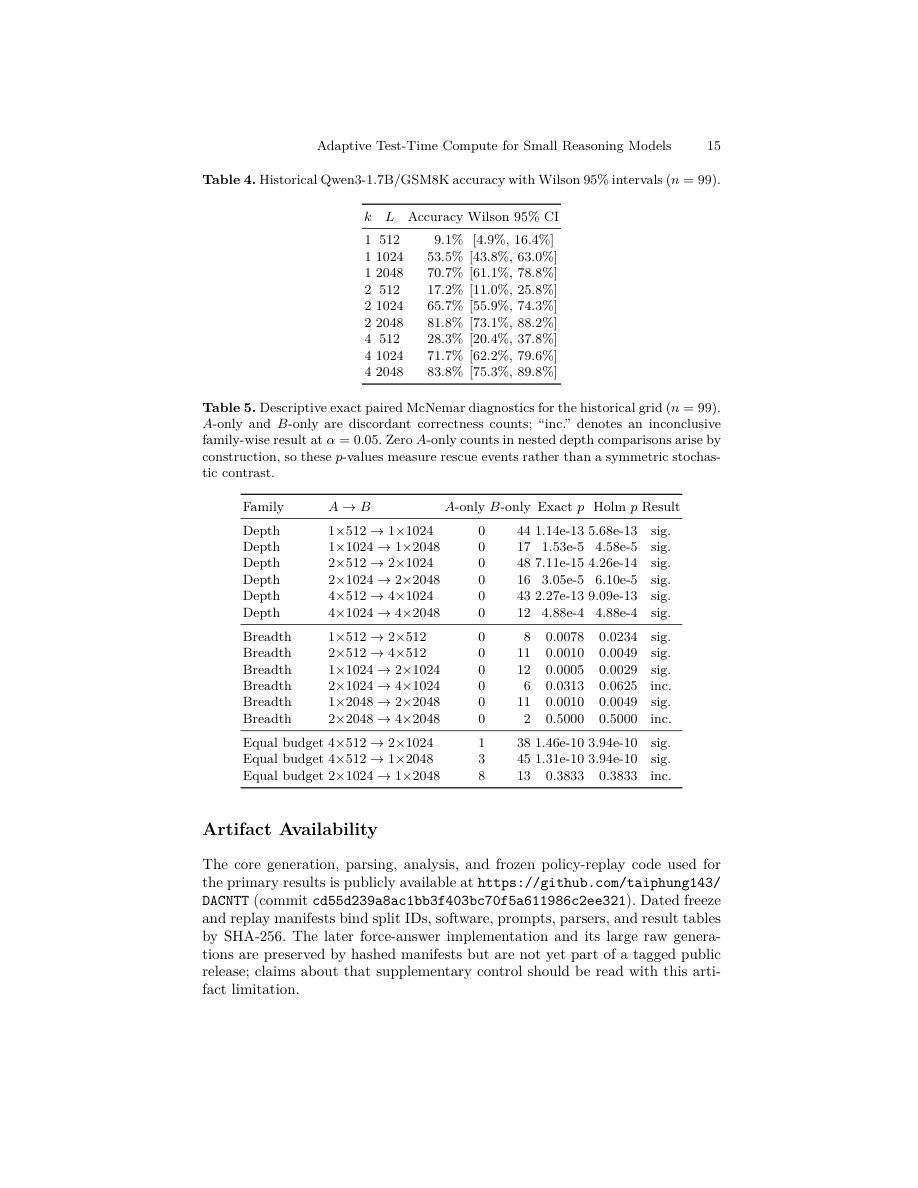 Adaptive Test-Time Compute for Small Reasoning Models 15
Table 4. Historical Qwen3-1.7B/GSM8K accuracy with Wilson 95% intervals (n = 99).
k L Accuracy Wilson 95% CI
1 512 9.1% [4.9%, 16.4%]
1 1024 53.5% [43.8%, 63.0%]
1 2048 70.7% [61.1%, 78.8%]
2 512 17.2% [11.0%, 25.8%]
2 1024 65.7% [55.9%, 74.3%]
2 2048 81.8% [73.1%, 88.2%]
4 512 28.3% [20.4%, 37.8%]
4 1024 71.7% [62.2%, 79.6%]
4 2048 83.8% [75.3%, 89.8%]
Table 5. Descriptive exact paired McNemar diagnostics for the historical grid (n = 99).
A-only and B-only are discordant correctness counts; “inc.” denotes an inconclusive
family-wise result at α = 0.05. Zero A-only counts in nested depth comparisons arise by
construction, so these p-values measure rescue events rather than a symmetric stochas-
tic contrast.
Family A → B A-only B-only Exact p Holm p Result
Depth 1×512 → 1×1024 0 44 1.14e-13 5.68e-13 sig.
Depth 1×1024 → 1×2048 0 17 1.53e-5 4.58e-5 sig.
Depth 2×512 → 2×1024 0 48 7.11e-15 4.26e-14 sig.
Depth 2×1024 → 2×2048 0 16 3.05e-5 6.10e-5 sig.
Depth 4×512 → 4×1024 0 43 2.27e-13 9.09e-13 sig.
Depth 4×1024 → 4×2048 0 12 4.88e-4 4.88e-4 sig.
Breadth 1×512 → 2×512 0 8 0.0078 0.0234 sig.
Breadth 2×512 → 4×512 0 11 0.0010 0.0049 sig.
Breadth 1×1024 → 2×1024 0 12 0.0005 0.0029 sig.
Breadth 2×1024 → 4×1024 0 6 0.0313 0.0625 inc.
Breadth 1×2048 → 2×2048 0 11 0.0010 0.0049 sig.
Breadth 2×2048 → 4×2048 0 2 0.5000 0.5000 inc.
Equal budget 4×512 → 2×1024 1 38 1.46e-10 3.94e-10 sig.
Equal budget 4×512 → 1×2048 3 45 1.31e-10 3.94e-10 sig.
Equal budget 2×1024 → 1×2048 8 13 0.3833 0.3833 inc.
Artifact Availability
The core generation, parsing, analysis, and frozen policy-replay code used for
the primary results is publicly available at https://github.com/taiphung143/
DACNTT (commit cd55d239a8ac1bb3f403bc70f5a611986c2ee321). Dated freeze
and replay manifests bind split IDs, software, prompts, parsers, and result tables
by SHA-256. The later force-answer implementation and its large raw genera-
tions are preserved by hashed manifests but are not yet part of a tagged public
release; claims about that supplementary control should be read with this arti-
fact limitation.